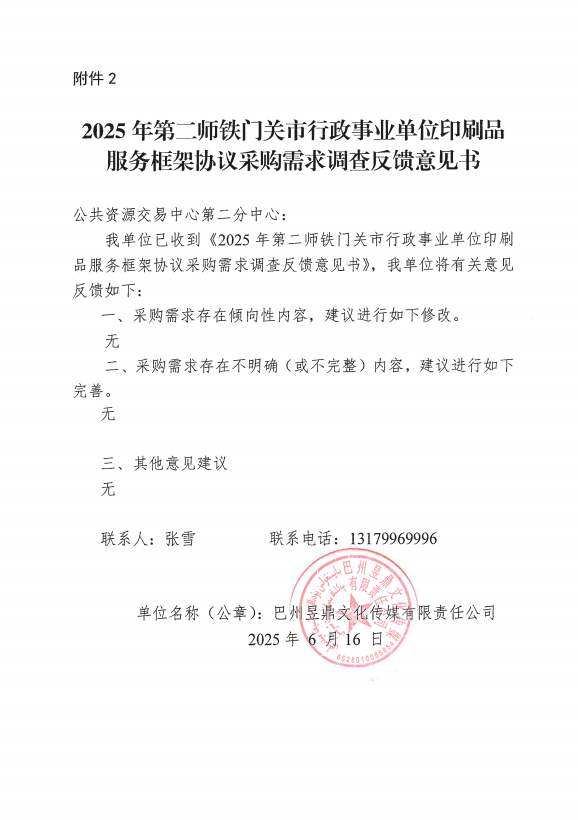 附件 2
2025 年第二师铁门关市行政事业单位印刷品
服务框架协议采购需求调查反馈意见书
公共资源交易中心第二分中心：
我单位已收到《2025 年第二师铁门关市行政事业单位印刷
品服务框架协议采购需求调查反馈意见书》，我单位将有关意见
反馈如下：
一、采购需求存在倾向性内容，建议进行如下修改。
无
二、采购需求存在不明确（或不完整）内容，建议进行如下
完善。
无
三、其他意见建议
无
联系人：张雪 联系电话：13179969996
单位名称（公章）：巴州昱鼎文化传媒有限责任公司
2025 年 6 月 16 日
巴州昱鼎文化传媒
有限责任公司